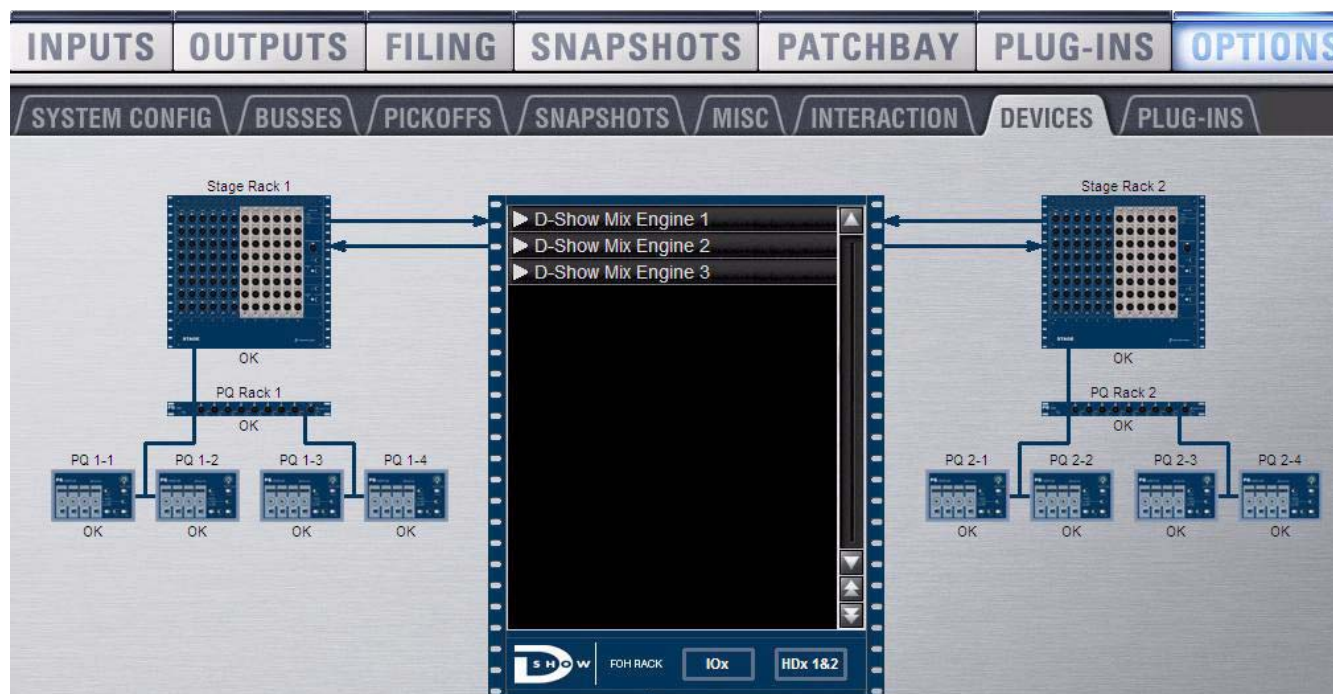 INPUTS OUTPUTS FILING SNAPSHOTS PATCHBAY PLUG-INS OPTIONS
SYSTEM CONFIG BUSSES PICKOFFS SNAPSHOTS MISC INTERACTION DEVICES PLUG-INS
Stage Rack 1
Stage Rack 2
D-Show Mix Engine 1
D-Show Mix Engine 2
D-Show Mix Engine 3
STAGE
STAGE
OK
OK
PQ Rack 1
PQ Rack 2
OK
OK
PQ 1-1 PQ 1-2 PQ 1-3 PQ 1-4
PQ 2-1 PQ 2-2 PQ 2-3 PQ 2-4
OK OK OK OK
OK OK OK OK
D SHOW FOH RACK IOx HDx 1&2